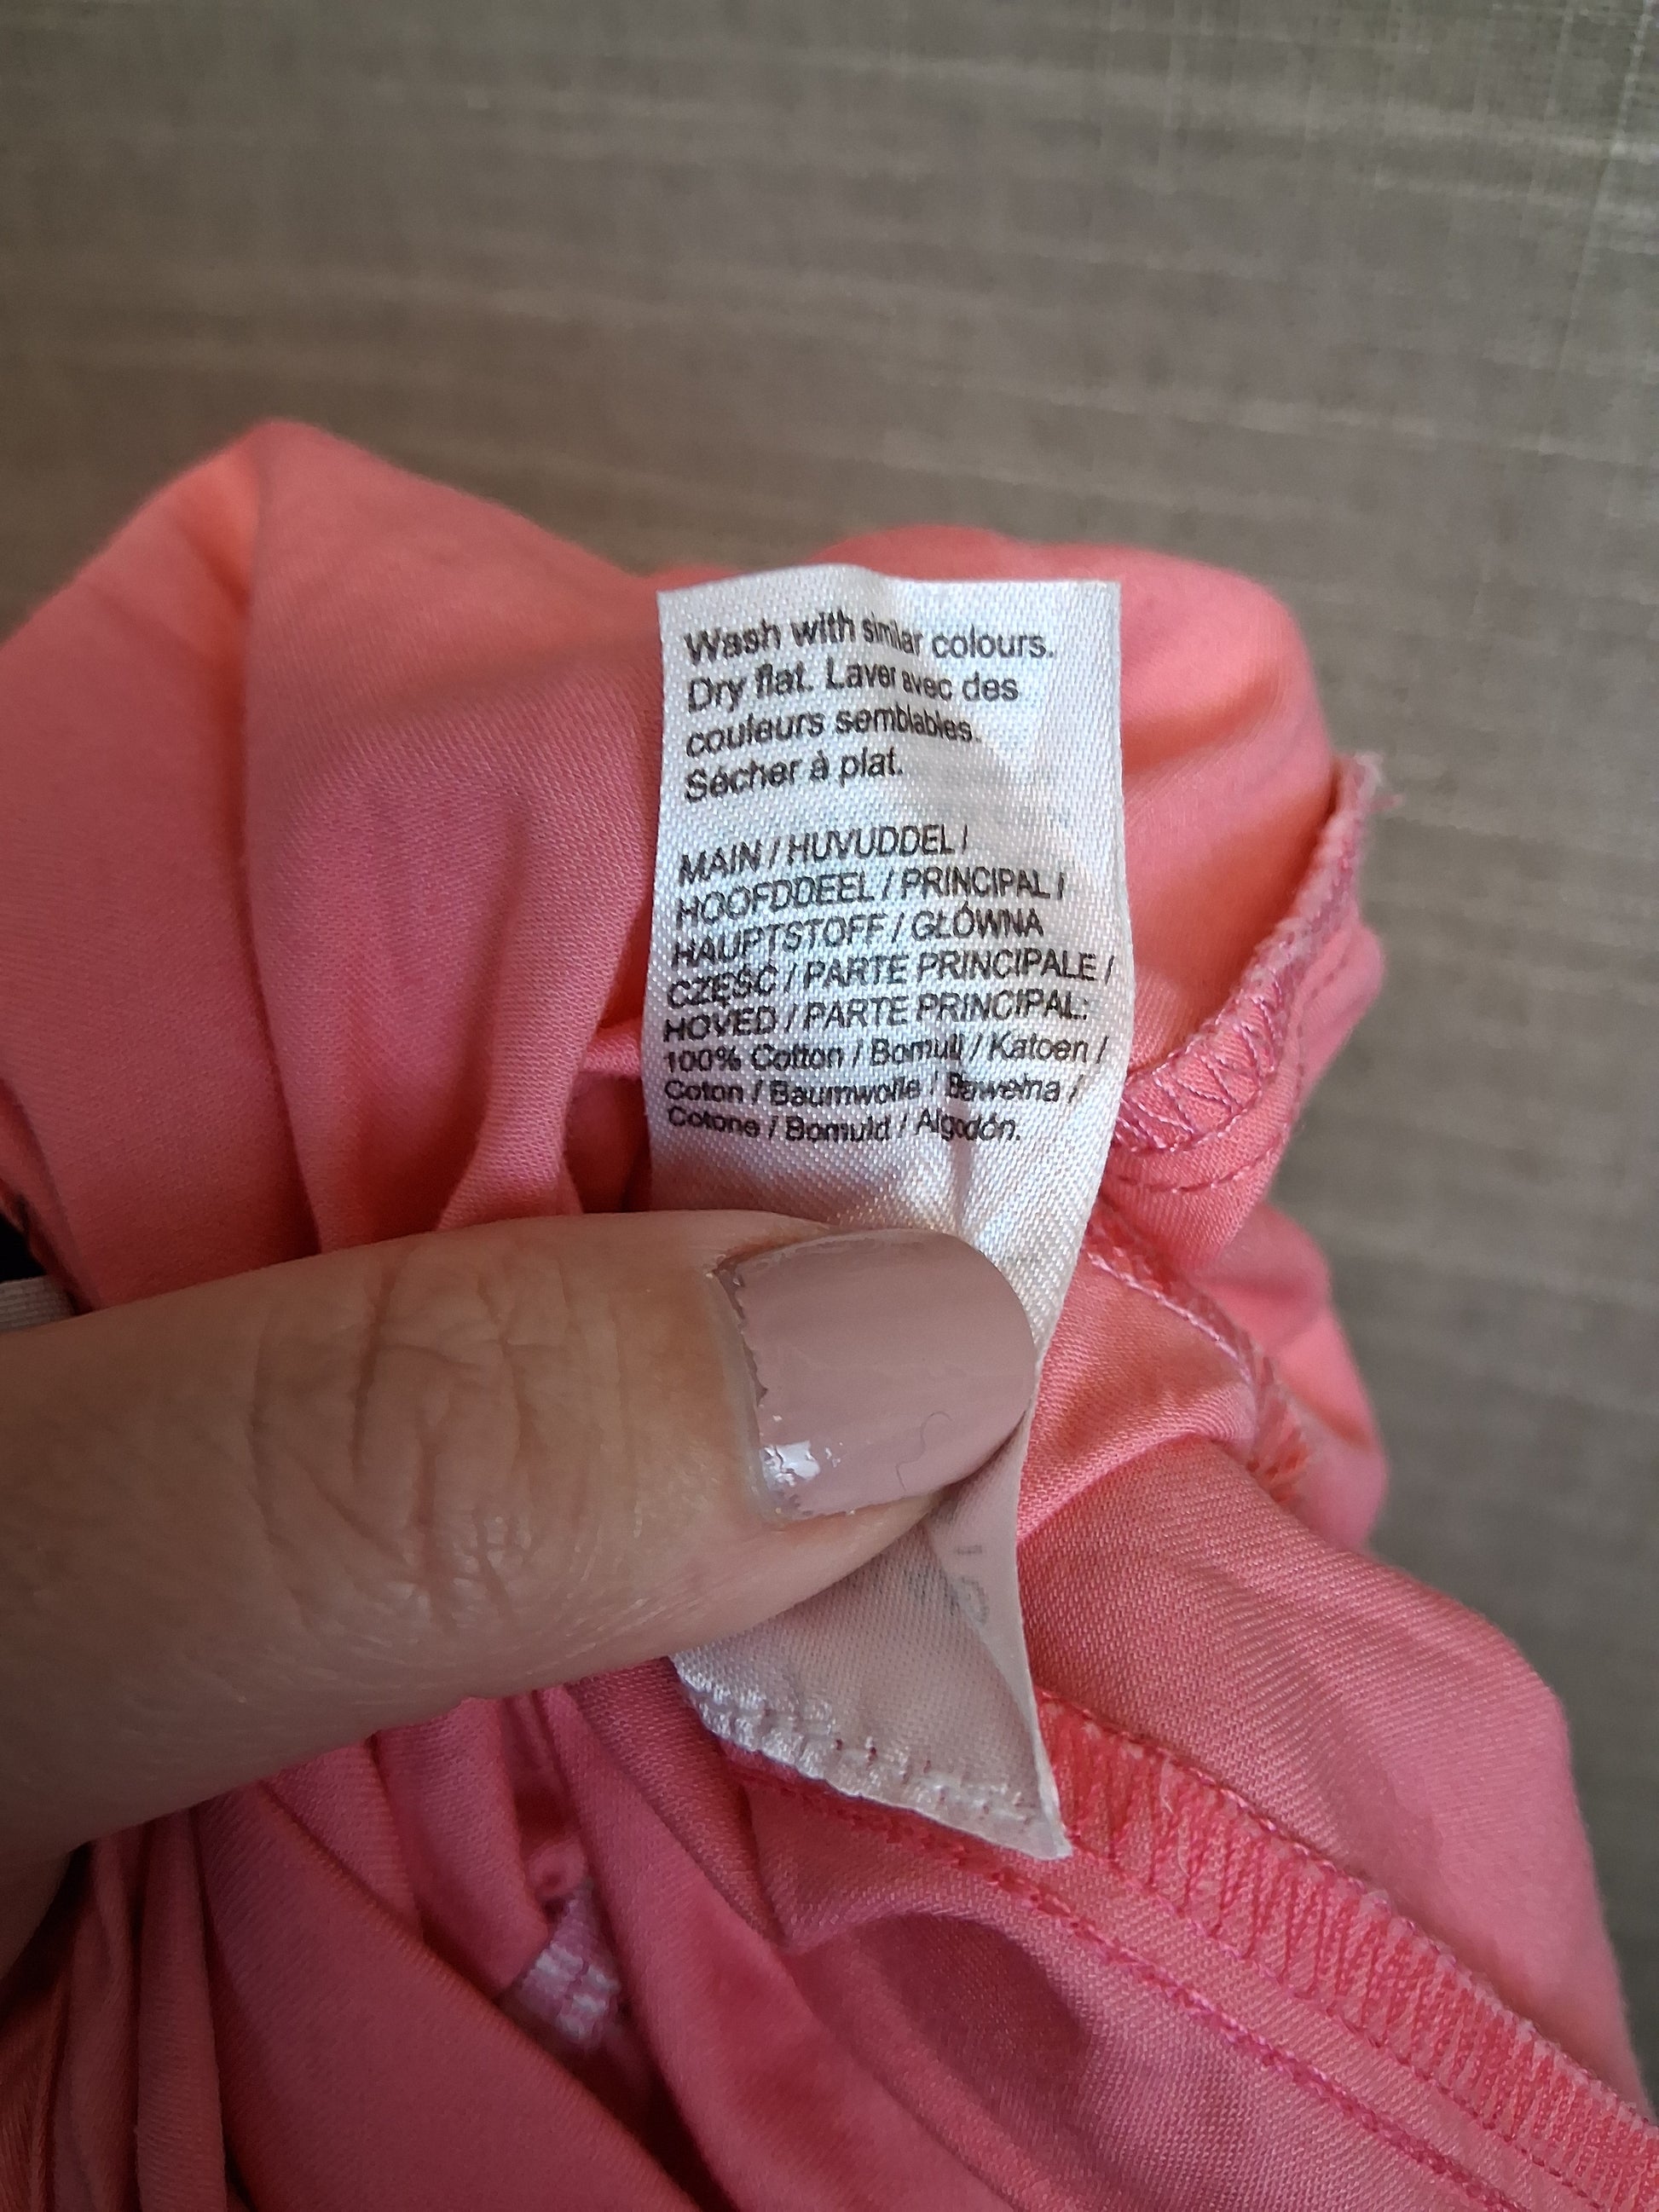 Wash with similar colours.
Dry flat. Laver avec des
couleurs semblables.
Sécher à plat.
MAIN / HUVUDDEL /
HOOFDDEEL / PRINCIPAL /
HAUPTSTOFF / GŁÓWNA
CZĘŚĆ / PARTE PRINCIPALE /
HOVED / PARTE PRINCIPAL:
100% Cotton / Bomull / Katoen /
Coton / Baumwolle / Bawełna /
Cotone / Bomuld / Algodón.